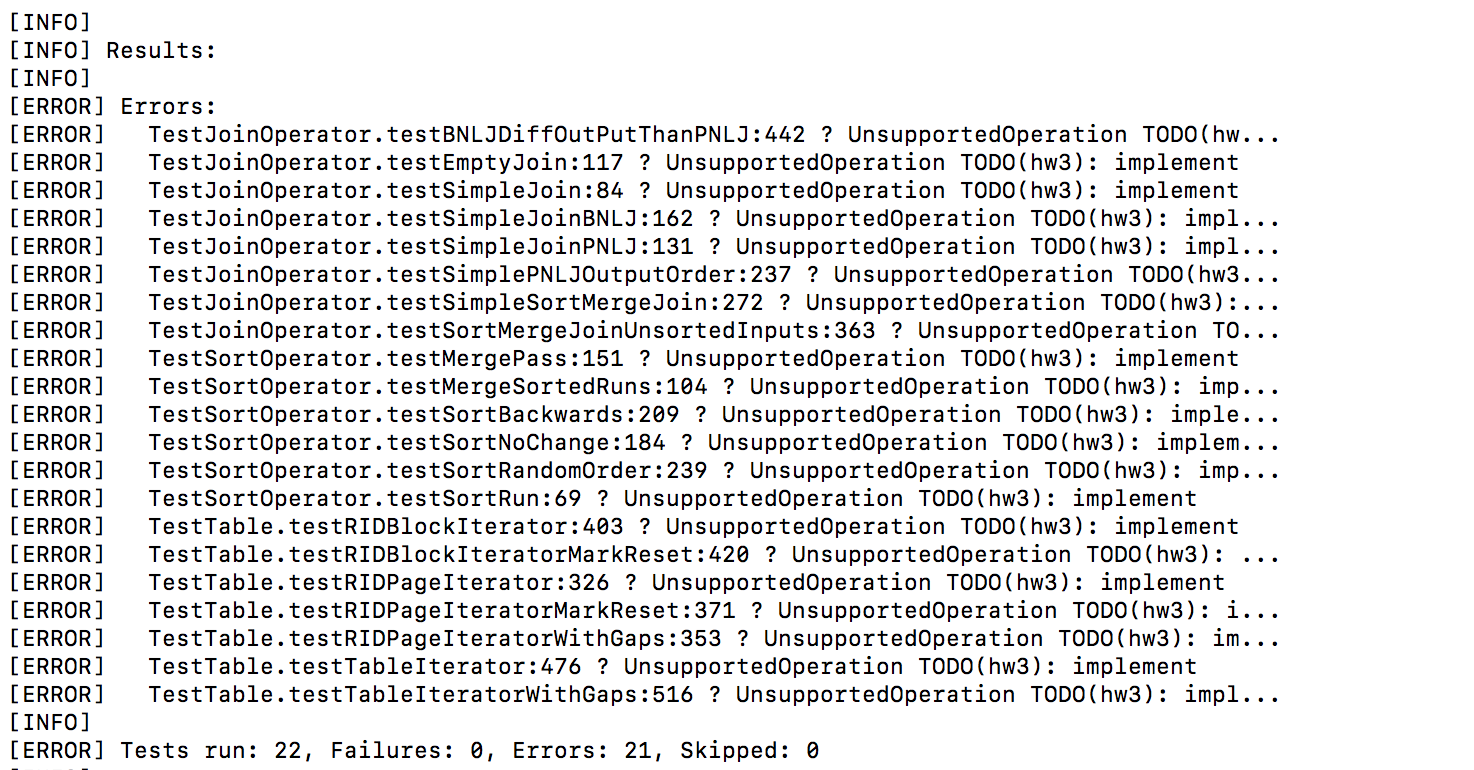 [INFO]
[INFO] Results:
[INFO]
[ERROR] Errors:
[ERROR]   TestJoinOperator.testBNLJDiffOutPutThanPNLJ:442 ? UnsupportedOperation TODO(hw...
[ERROR]   TestJoinOperator.testEmptyJoin:117 ? UnsupportedOperation TODO(hw3): implement
[ERROR]   TestJoinOperator.testSimpleJoin:84 ? UnsupportedOperation TODO(hw3): implement
[ERROR]   TestJoinOperator.testSimpleJoinBNLJ:162 ? UnsupportedOperation TODO(hw3): impl...
[ERROR]   TestJoinOperator.testSimpleJoinPNLJ:131 ? UnsupportedOperation TODO(hw3): impl...
[ERROR]   TestJoinOperator.testSimplePNLJOutputOrder:237 ? UnsupportedOperation TODO(hw3...
[ERROR]   TestJoinOperator.testSimpleSortMergeJoin:272 ? UnsupportedOperation TODO(hw3):...
[ERROR]   TestJoinOperator.testSortMergeJoinUnsortedInputs:363 ? UnsupportedOperation TO...
[ERROR]   TestSortOperator.testMergePass:151 ? UnsupportedOperation TODO(hw3): implement
[ERROR]   TestSortOperator.testMergeSortedRuns:104 ? UnsupportedOperation TODO(hw3): imp...
[ERROR]   TestSortOperator.testSortBackwards:209 ? UnsupportedOperation TODO(hw3): imple...
[ERROR]   TestSortOperator.testSortNoChange:184 ? UnsupportedOperation TODO(hw3): implem...
[ERROR]   TestSortOperator.testSortRandomOrder:239 ? UnsupportedOperation TODO(hw3): imp...
[ERROR]   TestSortOperator.testSortRun:69 ? UnsupportedOperation TODO(hw3): implement
[ERROR]   TestTable.testRIDBlockIterator:403 ? UnsupportedOperation TODO(hw3): implement
[ERROR]   TestTable.testRIDBlockIteratorMarkReset:420 ? UnsupportedOperation TODO(hw3): ...
[ERROR]   TestTable.testRIDPageIterator:326 ? UnsupportedOperation TODO(hw3): implement
[ERROR]   TestTable.testRIDPageIteratorMarkReset:371 ? UnsupportedOperation TODO(hw3): i...
[ERROR]   TestTable.testRIDPageIteratorWithGaps:353 ? UnsupportedOperation TODO(hw3): im...
[ERROR]   TestTable.testTableIterator:476 ? UnsupportedOperation TODO(hw3): implement
[ERROR]   TestTable.testTableIteratorWithGaps:516 ? UnsupportedOperation TODO(hw3): impl...
[INFO]
[ERROR] Tests run: 22, Failures: 0, Errors: 21, Skipped: 0